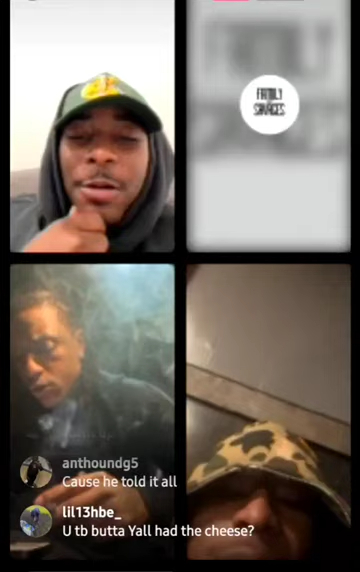 FAMILY
SAVAGES
anthoundg5
Cause he told it all
lil13hbe_
U tb butta Yall had the cheese?